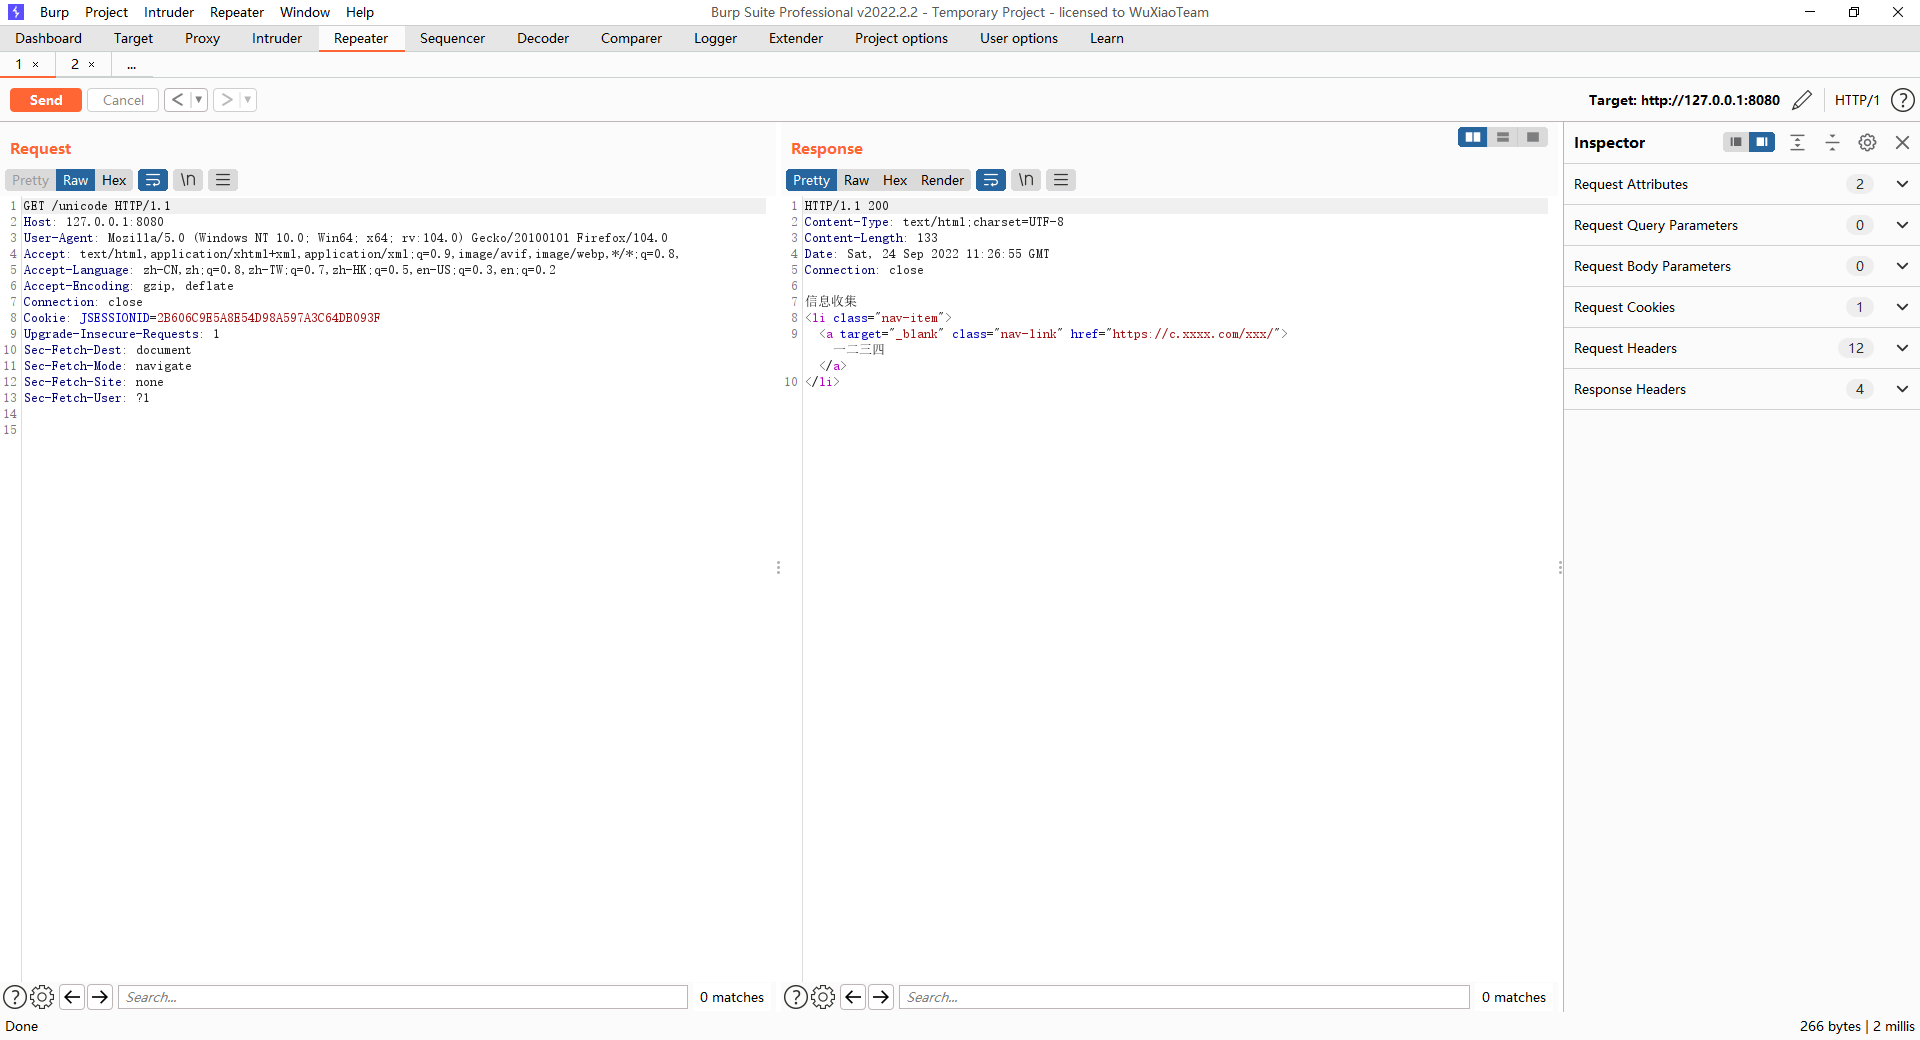 Burp Project Intruder Repeater Window Help
Burp Suite Professional v2022.2.2 - Temporary Project - licensed to WuXiaoTeam
Dashboard Target Proxy Intruder Repeater Sequencer Decoder Comparer Logger Extender Project options User options Learn
1 × 2 × ...
Send Cancel < ▼ > ▼
Target: http://127.0.0.1:8080 HTTP/1 ?
Request
Pretty Raw Hex \n
1 GET /unicode HTTP/1.1
2 Host: 127.0.0.1:8080
3 User-Agent: Mozilla/5.0 (Windows NT 10.0; Win64; x64; rv:104.0) Gecko/20100101 Firefox/104.0
4 Accept: text/html,application/xhtml+xml,application/xml;q=0.9,image/avif,image/webp,*/*;q=0.8,
5 Accept-Language: zh-CN,zh;q=0.8,zh-TW;q=0.7,zh-HK;q=0.5,en-US;q=0.3,en;q=0.2
6 Accept-Encoding: gzip, deflate
7 Connection: close
8 Cookie: JSESSIONID=2B606C9E5A8E54D98A597A3C64DB093F
9 Upgrade-Insecure-Requests: 1
10 Sec-Fetch-Dest: document
11 Sec-Fetch-Mode: navigate
12 Sec-Fetch-Site: none
13 Sec-Fetch-User: ?1
14
15
? Search... 0 matches
Response
Pretty Raw Hex Render \n
1 HTTP/1.1 200
2 Content-Type: text/html;charset=UTF-8
3 Content-Length: 133
4 Date: Sat, 24 Sep 2022 11:26:55 GMT
5 Connection: close
6
7 信息收集
8 <li class="nav-item">
9 <a target="_blank" class="nav-link" href="https://c.xxxx.com/xxx/">
一二三四
</a>
10 </li>
? Search... 0 matches
Inspector
Request Attributes 2
Request Query Parameters 0
Request Body Parameters 0
Request Cookies 1
Request Headers 12
Response Headers 4
Done
266 bytes | 2 millis